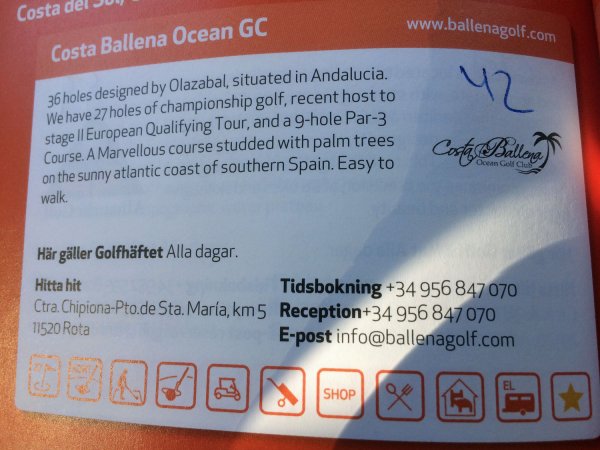 Costa del Sol,
Costa Ballena Ocean GC
www.ballenagolf.com
36 holes designed by Olazabal, situated in Andalucia.
We have 27 holes of championship golf, recent host to
stage II European Qualifying Tour, and a 9-hole Par-3
Course. A Marvellous course studded with palm trees
on the sunny atlantic coast of southern Spain. Easy to
walk.
42
Costa Ballena
Ocean Golf Club
Här gäller Golfhäftet Alla dagar.
Hitta hit
Ctra. Chipiona-Pto.de Sta. María, km 5
11520 Rota
Tidsbokning +34 956 847 070
Reception+34 956 847 070
E-post info@ballenagolf.com
SHOP
EL